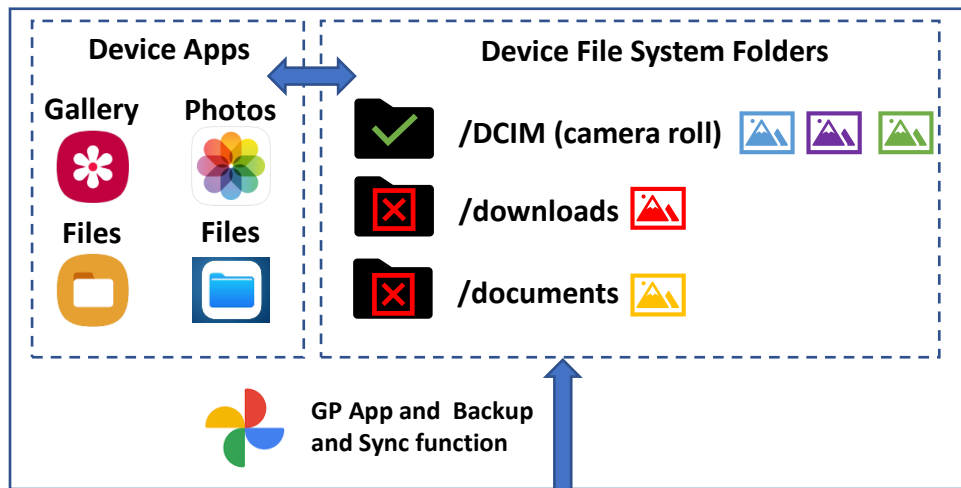 Device Apps
Device File System Folders
Gallery
Photos
Files
Files
/DCIM (camera roll)
/downloads
/documents
GP App and Backup
and Sync function